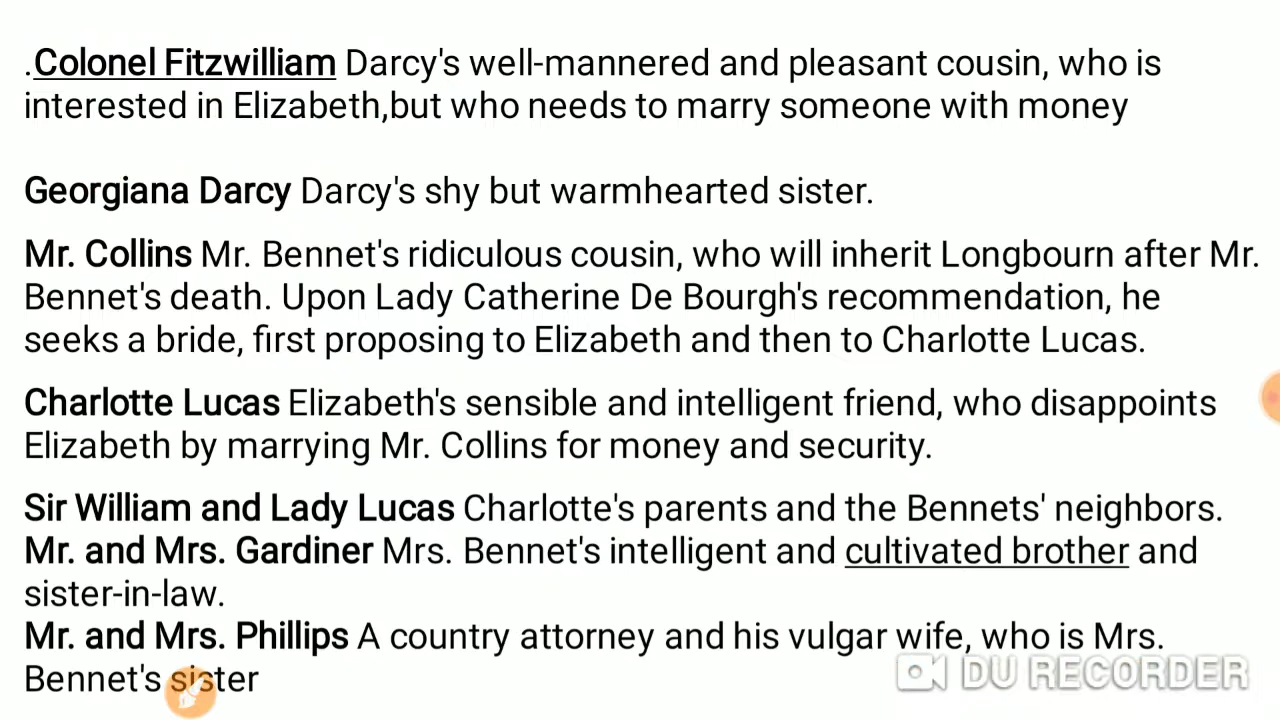 .Colonel Fitzwilliam Darcy's well-mannered and pleasant cousin, who is
interested in Elizabeth,but who needs to marry someone with money
Georgiana Darcy Darcy's shy but warmhearted sister.
Mr. Collins Mr. Bennet's ridiculous cousin, who will inherit Longbourn after Mr.
Bennet's death. Upon Lady Catherine De Bourgh's recommendation, he
seeks a bride, first proposing to Elizabeth and then to Charlotte Lucas.
Charlotte Lucas Elizabeth's sensible and intelligent friend, who disappoints
Elizabeth by marrying Mr. Collins for money and security.
Sir William and Lady Lucas Charlotte's parents and the Bennets' neighbors.
Mr. and Mrs. Gardiner Mrs. Bennet's intelligent and cultivated brother and
sister-in-law.
Mr. and Mrs. Phillips A country attorney and his vulgar wife, who is Mrs.
Bennet's sister
DU RECORDER